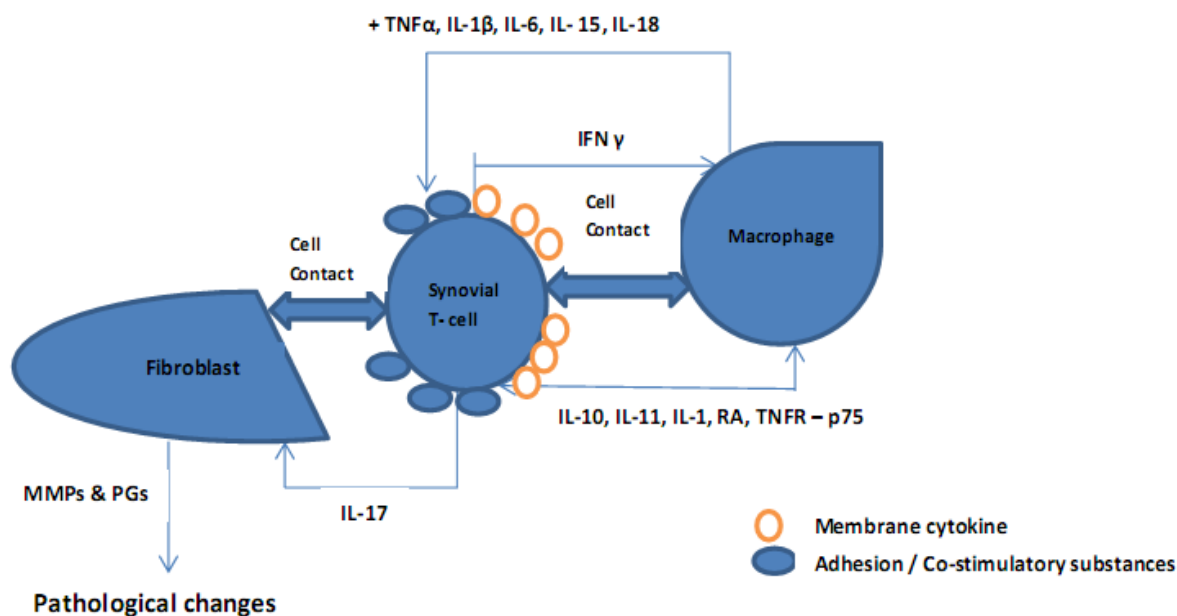 + TNFα, IL-1β, IL-6, IL- 15, IL-18
IFN γ
Cell
Contact
Macrophage
Cell
Contact
Synovial
T- cell
Fibroblast
IL-10, IL-11, IL-1, RA, TNFR – p75
MMPs & PGs
IL-17
Membrane cytokine
Adhesion / Co-stimulatory substances
Pathological changes